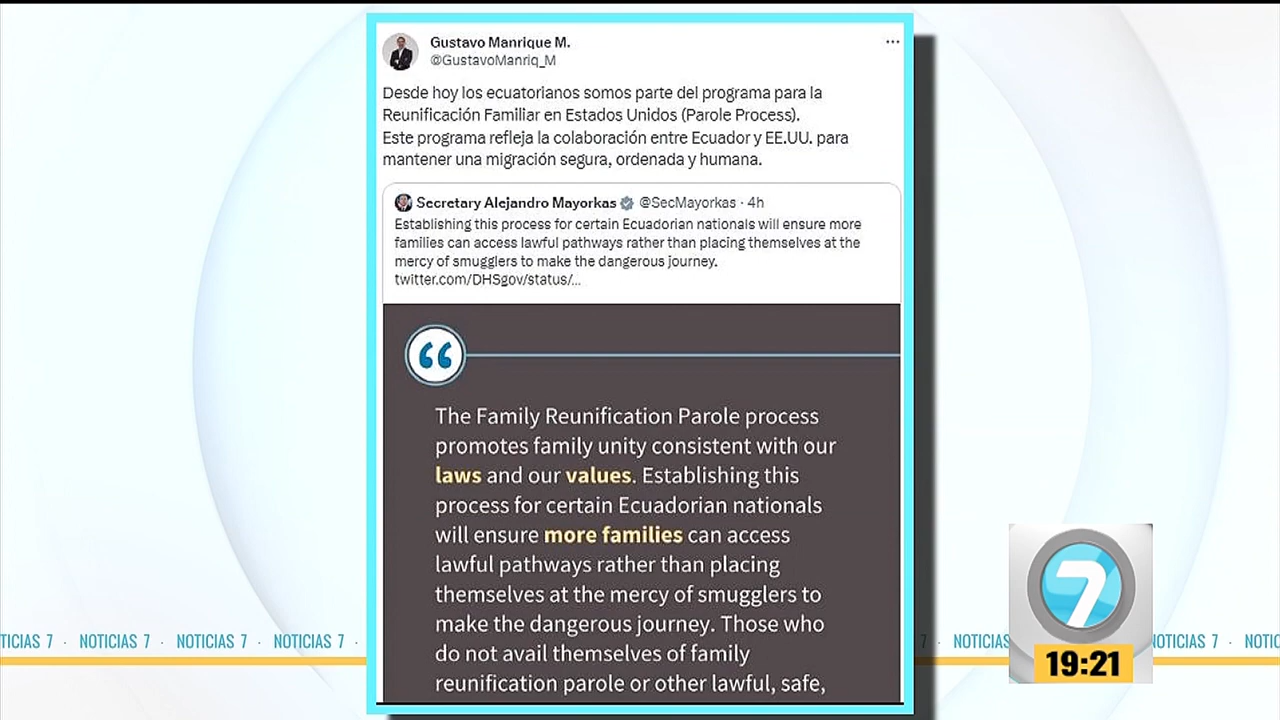 Gustavo Manrique M.
@GustavoManriq_M
Desde hoy los ecuatorianos somos parte del programa para la
Reunificación Familiar en Estados Unidos (Parole Process).
Este programa refleja la colaboración entre Ecuador y EE.UU. para
mantener una migración segura, ordenada y humana.
Secretary Alejandro Mayorkas @SecMayorkas · 4h
Establishing this process for certain Ecuadorian nationals will ensure more
families can access lawful pathways rather than placing themselves at the
mercy of smugglers to make the dangerous journey.
twitter.com/DHSgov/status/...
“
The Family Reunification Parole process
promotes family unity consistent with our
laws and our values. Establishing this
process for certain Ecuadorian nationals
will ensure more families can access
lawful pathways rather than placing
themselves at the mercy of smugglers to
make the dangerous journey. Those who
do not avail themselves of family
reunification parole or other lawful, safe,
TICIAS 7 · NOTICIAS 7 · NOTICIAS 7 · NOTICIAS 7 ·
7 · NOTICIAS
NOTICIAS 7 · NOTIC
7
19:21